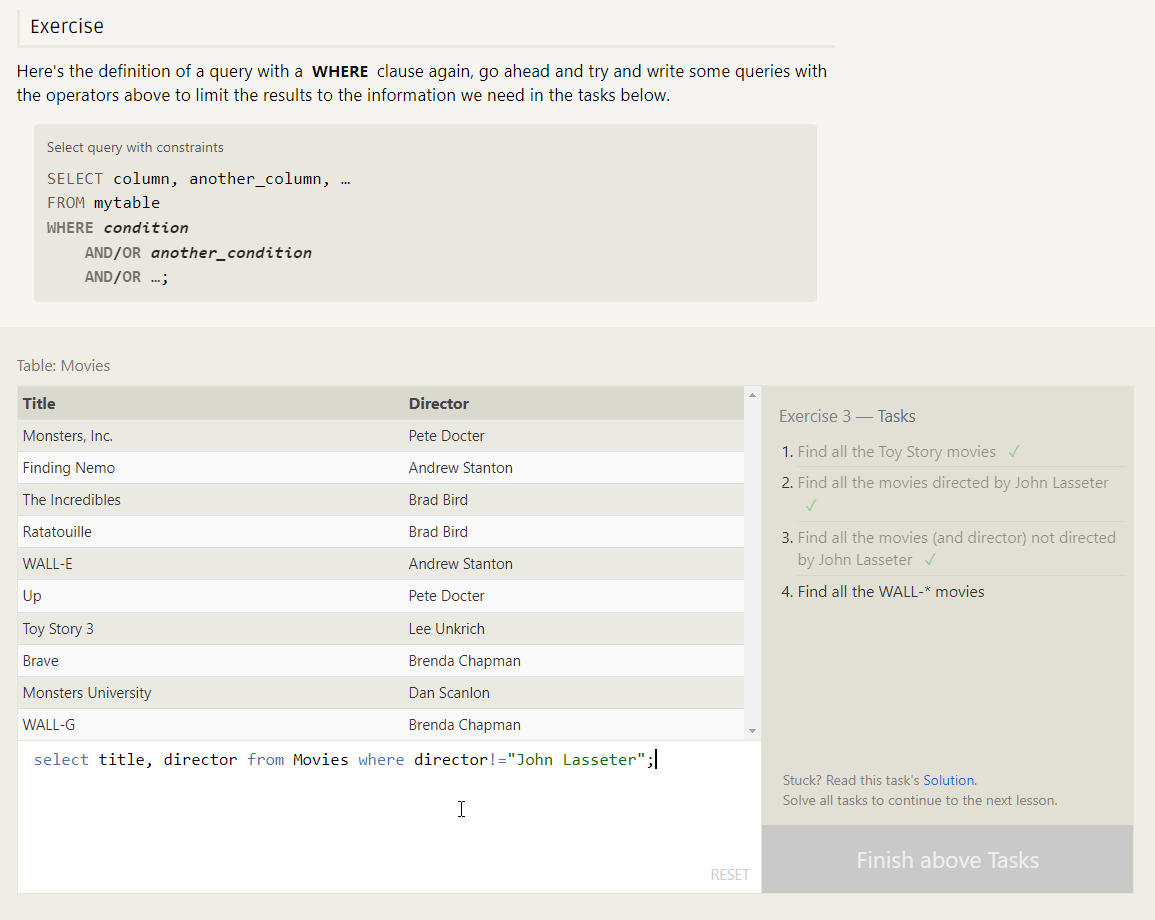 Exercise
Here's the definition of a query with a WHERE clause again, go ahead and try and write some queries with
the operators above to limit the results to the information we need in the tasks below.
Select query with constraints
SELECT column, another_column, …
FROM mytable
WHERE condition
AND/OR another_condition
AND/OR …;
Table: Movies
Title Director
Monsters, Inc. Pete Docter
Finding Nemo Andrew Stanton
The Incredibles Brad Bird
Ratatouille Brad Bird
WALL-E Andrew Stanton
Up Pete Docter
Toy Story 3 Lee Unkrich
Brave Brenda Chapman
Monsters University Dan Scanlon
WALL-G Brenda Chapman
select title, director from Movies where director!="John Lasseter";
RESET
Exercise 3 — Tasks
1. Find all the Toy Story movies ✓
2. Find all the movies directed by John Lasseter
✓
3. Find all the movies (and director) not directed
by John Lasseter ✓
4. Find all the WALL-* movies
Stuck? Read this task's Solution.
Solve all tasks to continue to the next lesson.
Finish above Tasks